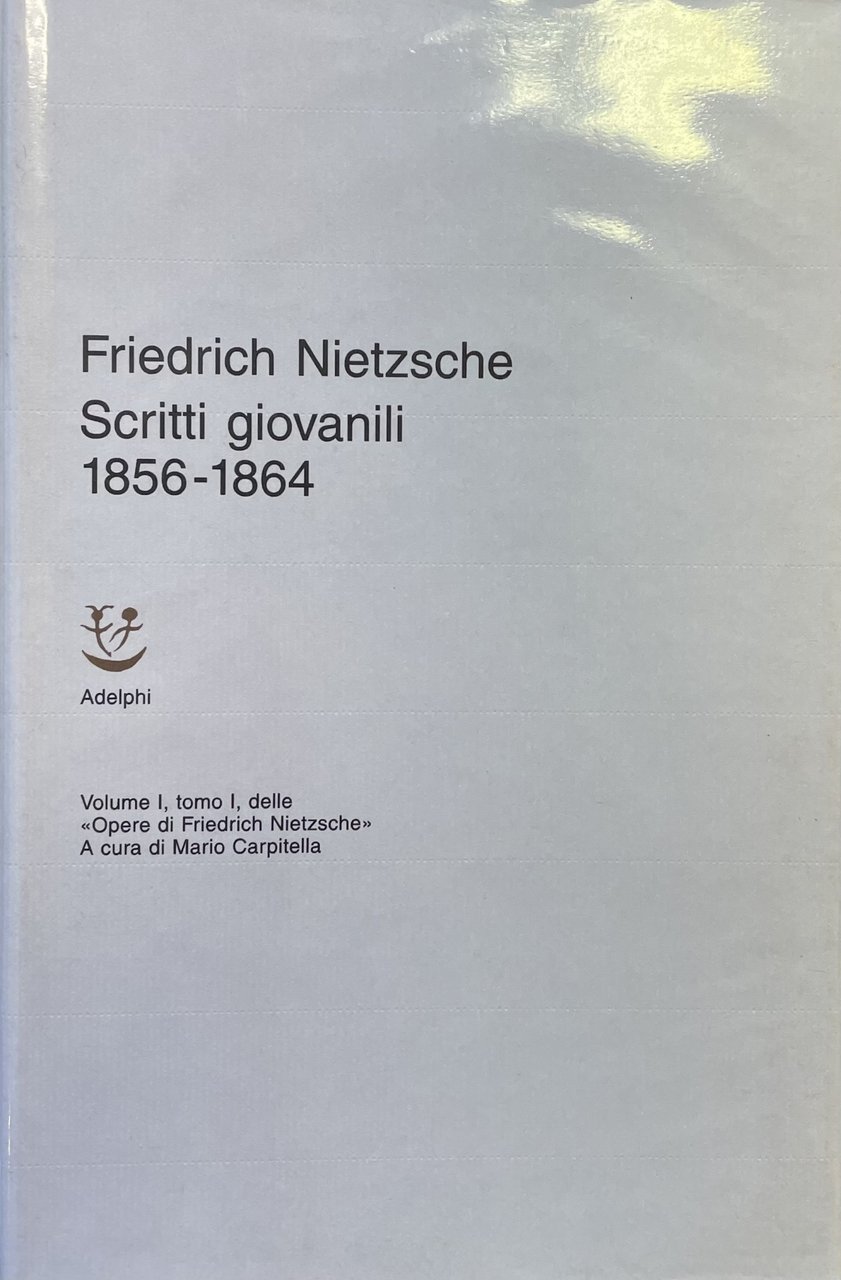 Friedrich Nietzsche
Scritti giovanili
1856-1864
Adelphi
Volume I, tomo I, delle
«Opere di Friedrich Nietzsche»
A cura di Mario Carpitella